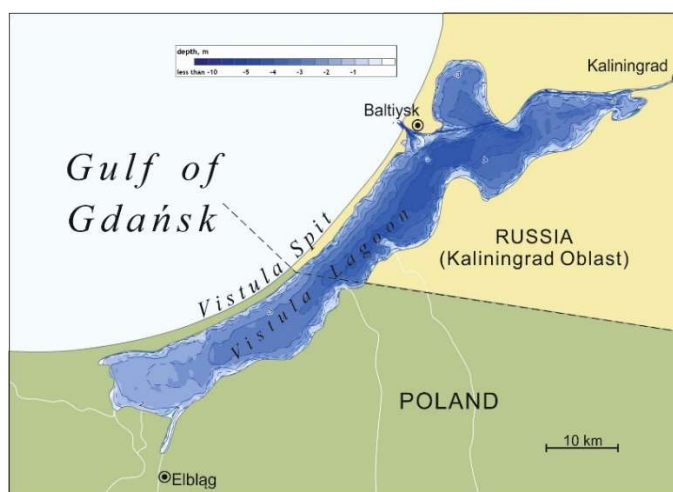 depth, m
less than -10 -5 -4 -3 -2 -1
Kaliningrad
Baltiysk
Gulf of
Gdańsk
Vistula Spit
Vistula Lagoon
RUSSIA
(Kaliningrad Oblast)
POLAND
10 km
Elbląg